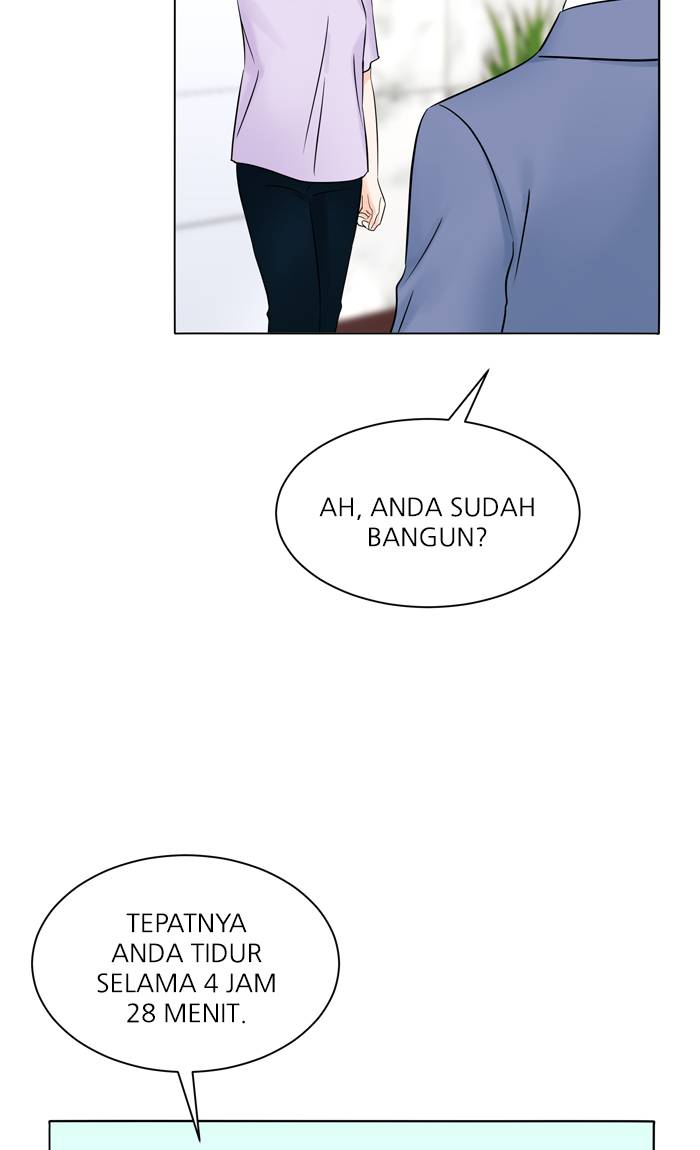 AH, ANDA SUDAH
BANGUN?
TEPATNYA
ANDA TIDUR
SELAMA 4 JAM
28 MENIT.